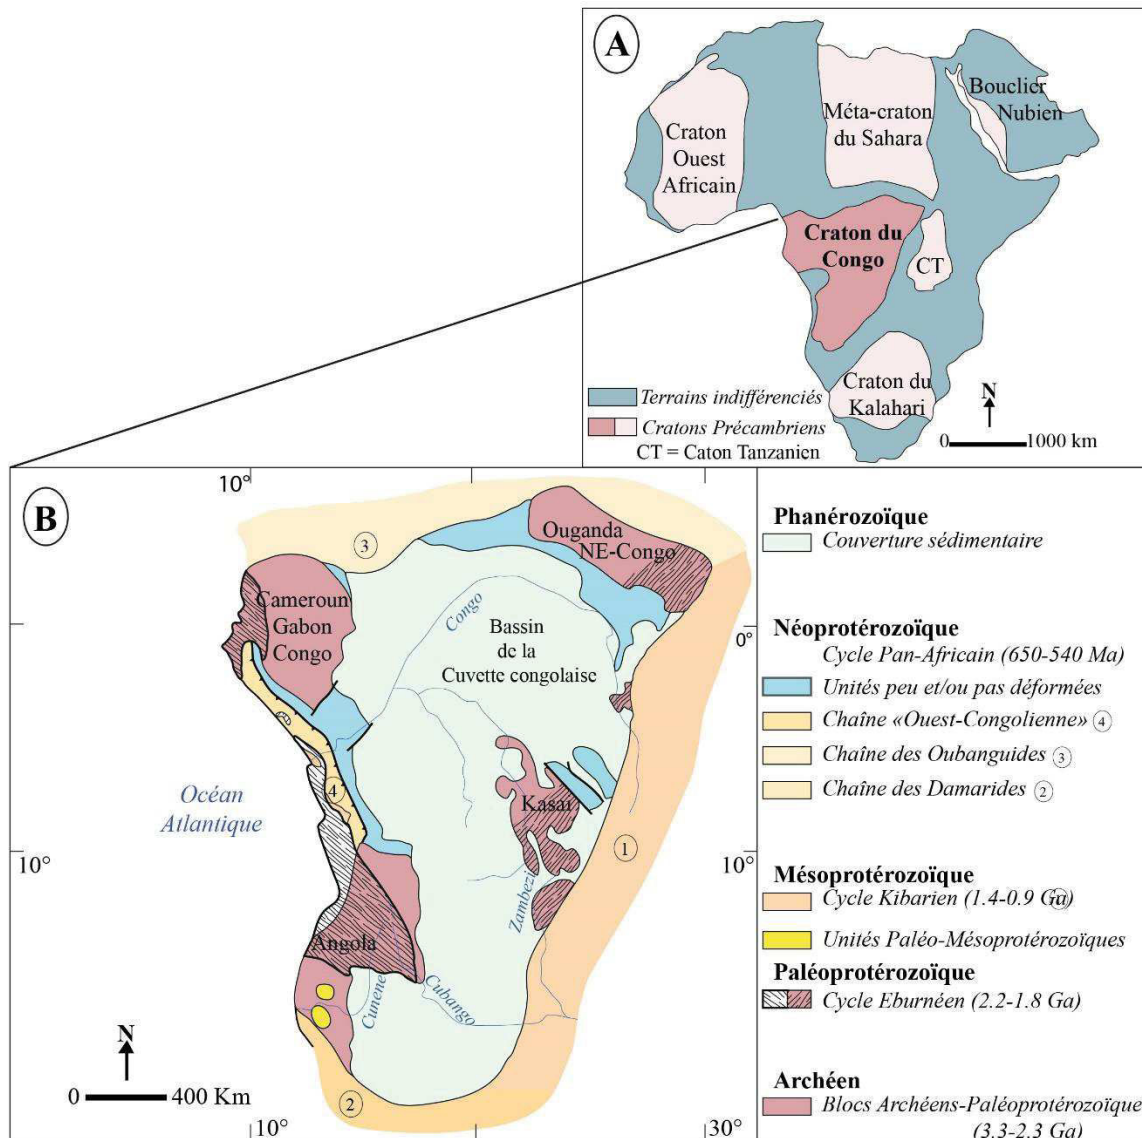 A
Craton
Ouest
Africain
Méta-craton
du Sahara
Bouclier
Nubien
Craton du
Congo
CT
Craton du
Kalahari
Terrains indifférenciés
Cratons Précambriens
CT = Caton Tanzanien
N
0 1000 km
B
10°
3
Ouganda
NE-Congo
Cameroun
Gabon
Congo
Congo
Bassin
de la
Cuvette congolaise
0°
Océan
Atlantique
4
Kasaï
1
10°
10°
Zambezi
Angola
Cunene
Cubango
N
0 400 Km
2
10°
30°
Phanérozoïque
Couverture sédimentaire
Néoprotérozoïque
Cycle Pan-Africain (650-540 Ma)
Unités peu et/ou pas déformées
Chaîne «Ouest-Congolienne» 4
Chaîne des Oubanguides 3
Chaîne des Damarides 2
Mésoprotérozoïque
Cycle Kibarien (1.4-0.9 Ga)
Unités Paléo-Mésoprotérozoïques
Paléoprotérozoïque
Cycle Eburnéen (2.2-1.8 Ga)
Archéen
Blocs Archéens-Paléoprotérozoïque
(3.3-2.3 Ga)